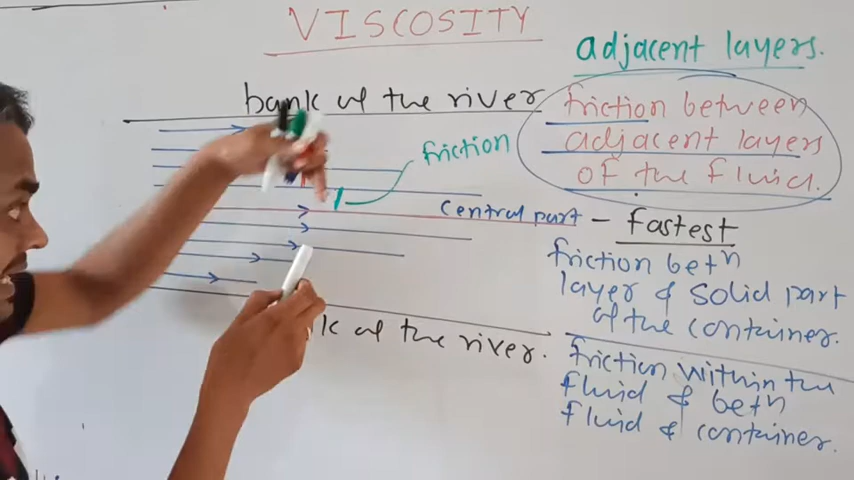 VISCOSITY
adjacent layers.
bank of the river
friction between
adjacent layers
of the fluid.
friction
central part - fastest
friction betn
layer & solid part
of the container.
of the river.
friction within the
fluid & betn
fluid & container.